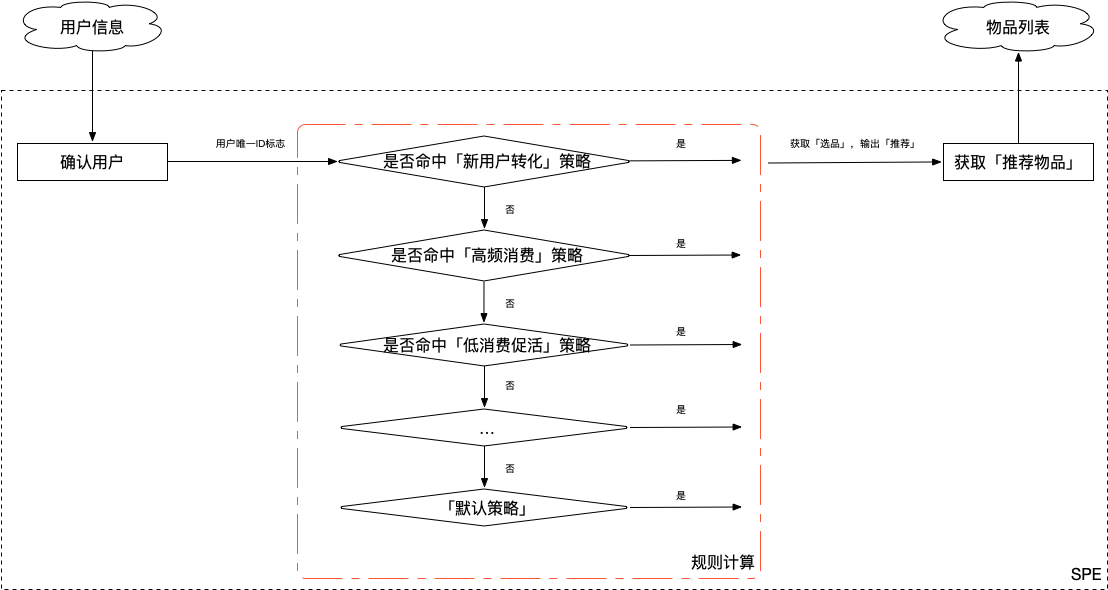 用户信息
物品列表
确认用户
用户唯一ID标志
是否命中「新用户转化」策略
是
获取「选品」，输出「推荐」
获取「推荐物品」
否
是否命中「高频消费」策略
是
否
是否命中「低消费促活」策略
是
否
...
是
否
「默认策略」
是
规则计算
SPE